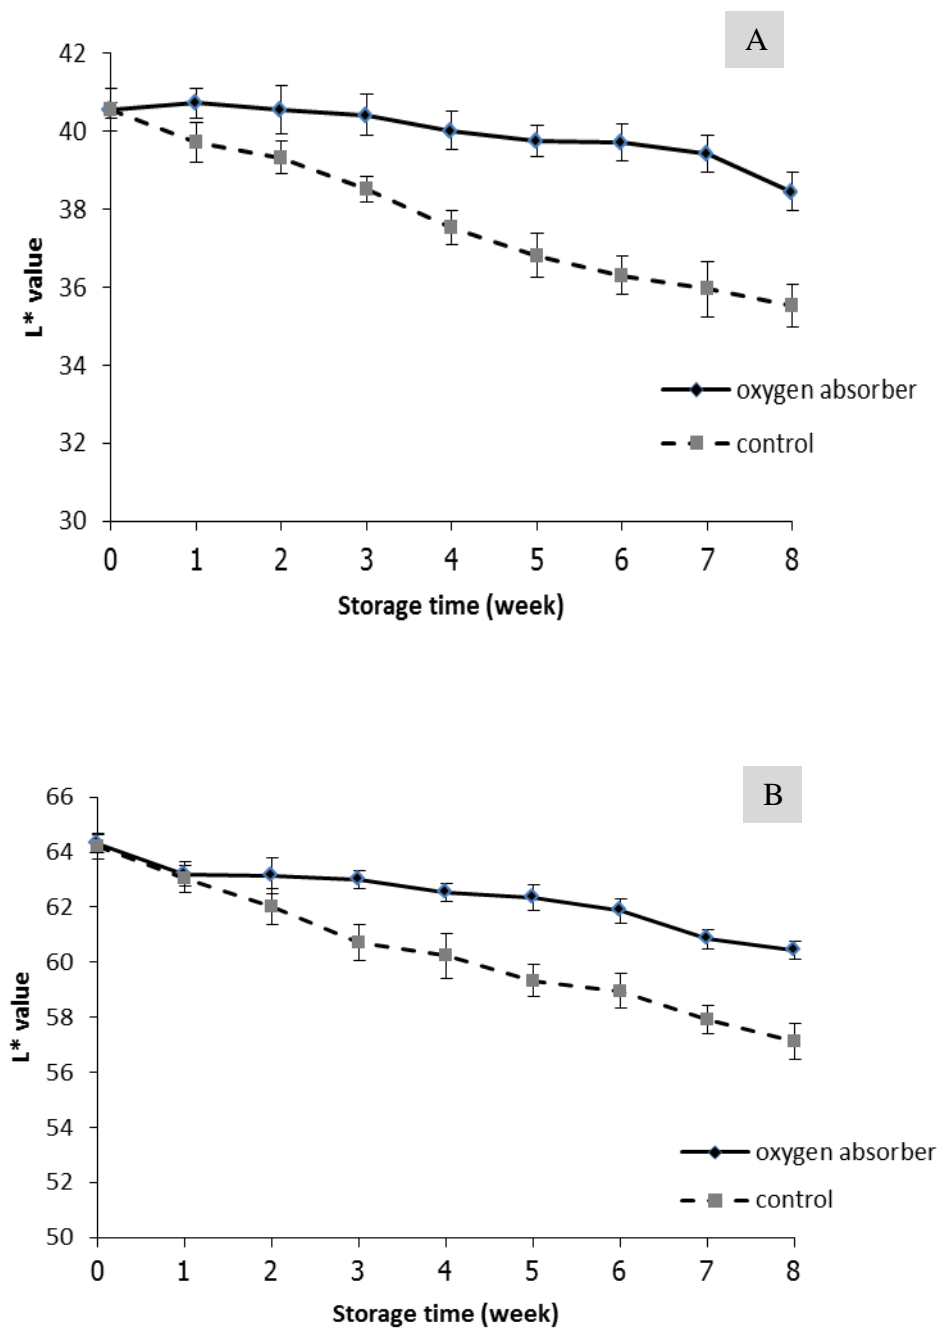 A
42
40
38
36
34
32
30
L* value
oxygen absorber
control
0 1 2 3 4 5 6 7 8
Storage time (week)
B
66
64
62
60
58
56
54
52
50
L* value
oxygen absorber
control
0 1 2 3 4 5 6 7 8
Storage time (week)